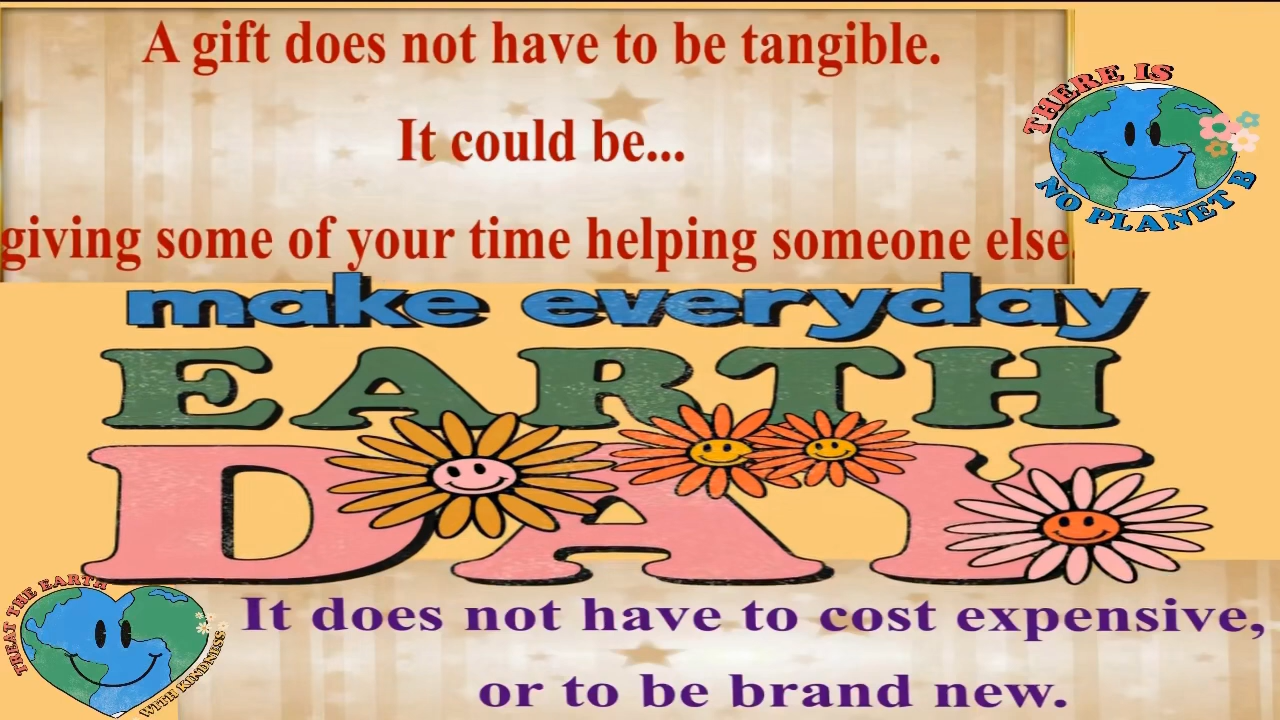 A gift does not have to be tangible.
It could be...
giving some of your time helping someone else.
THERE IS
NO PLANET B
make everyday
EARTH
DAY
TREAT THE EARTH
WITH KINDNESS
It does not have to cost expensive,
or to be brand new.